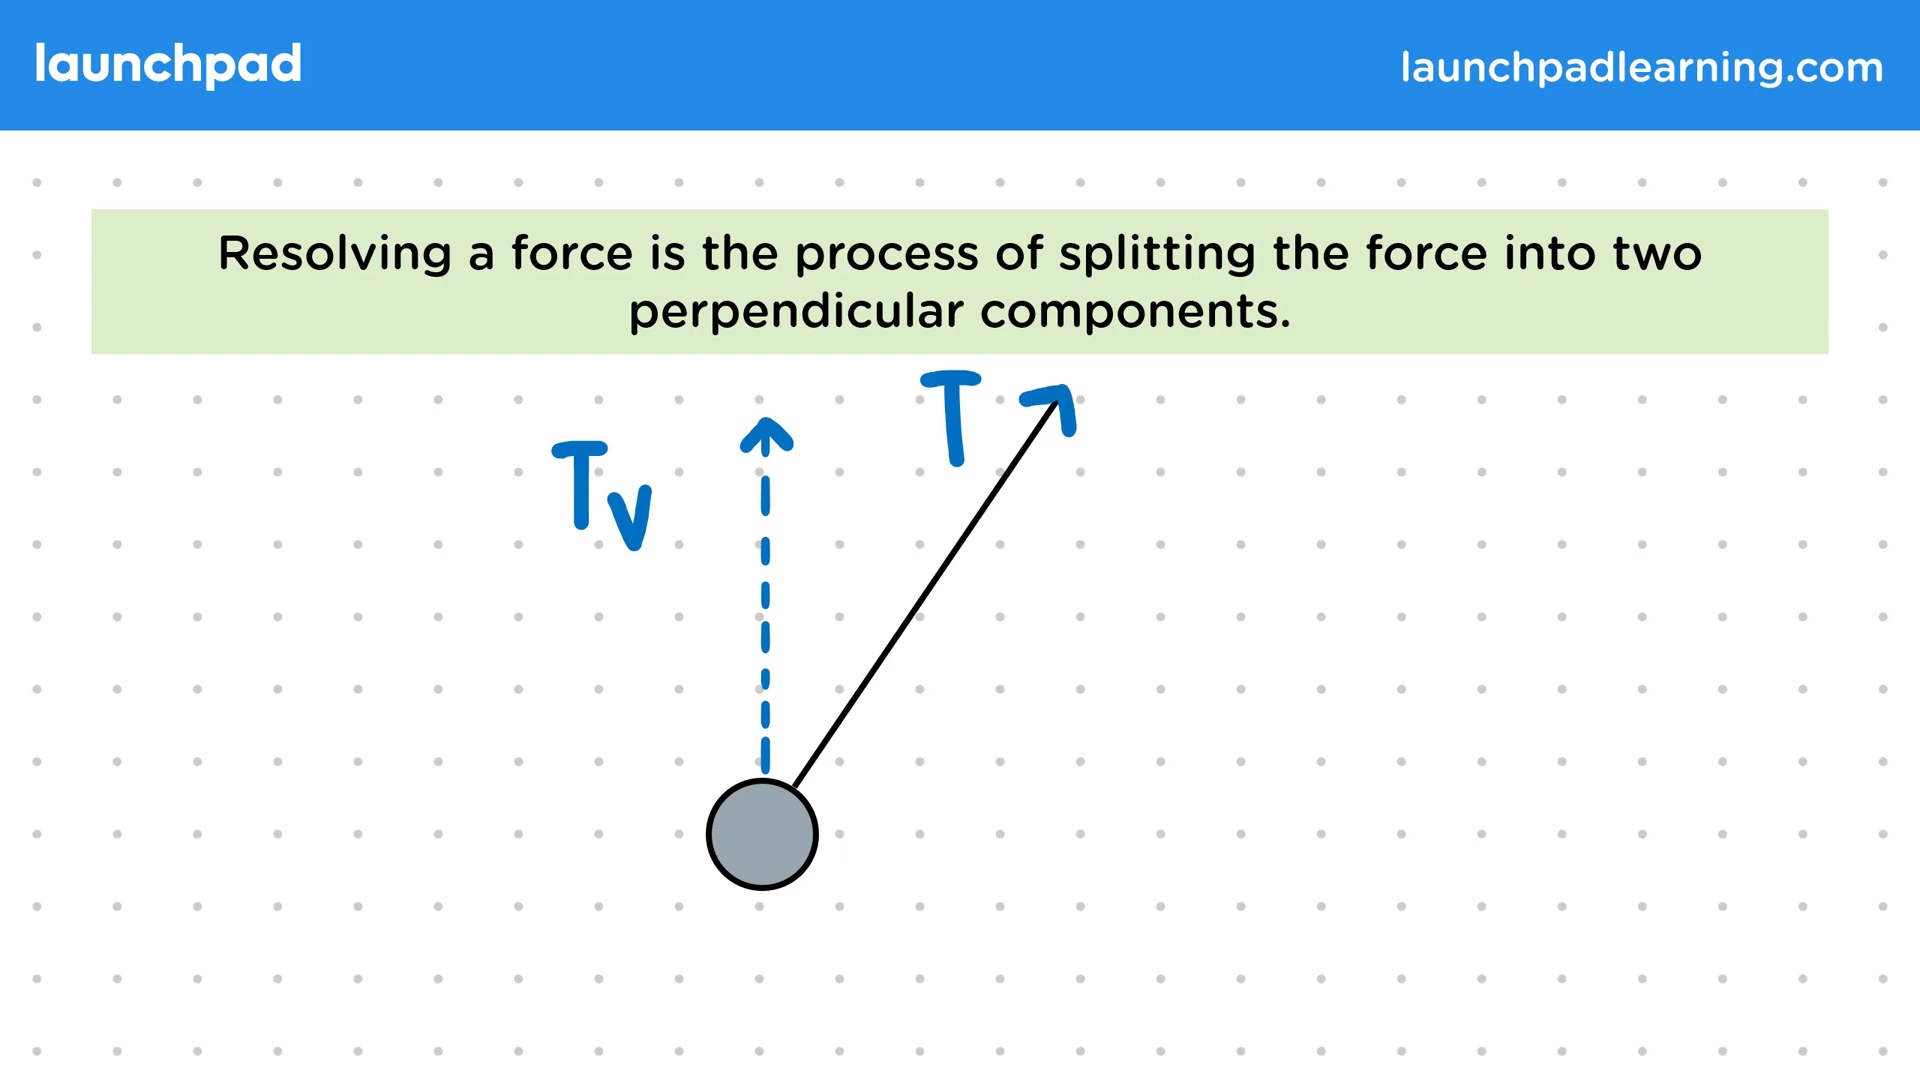 launchpad
launchpadlearning.com
Resolving a force is the process of splitting the force into two
perpendicular components.
T
Tv